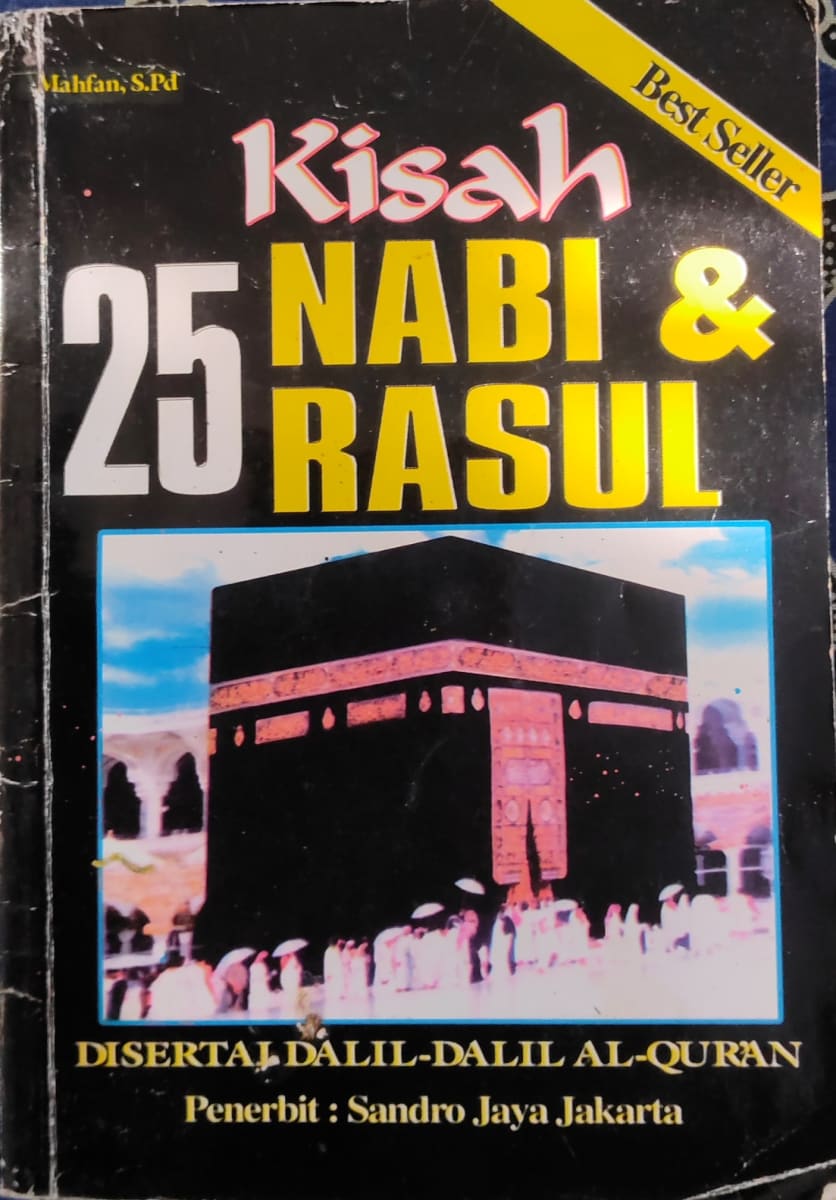 Mahfan, S.Pd
Best Seller
Kisah
25 NABI &
RASUL
DISERTAI DALIL-DALIL AL-QUR'AN
Penerbit : Sandro Jaya Jakarta